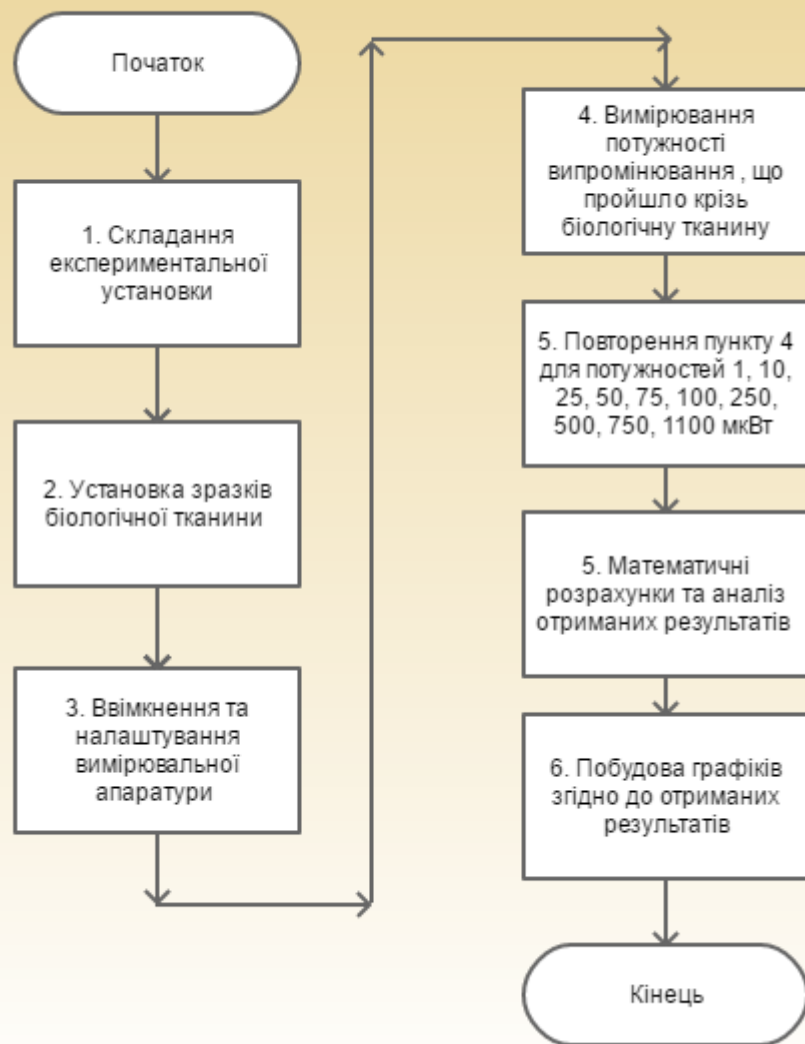 Початок
1. Складання
експериментальної
установки
2. Установка зразків
біологічної тканини
3. Ввімкнення та
налаштування
вимірювальної
апаратури
4. Вимірювання
потужності
випромінювання , що
пройшло крізь
біологічну тканину
5. Повторення пункту 4
для потужностей 1, 10,
25, 50, 75, 100, 250,
500, 750, 1100 мкВт
5. Математичні
розрахунки та аналіз
отриманих результатів
6. Побудова графіків
згідно до отриманих
результатів
Кінець